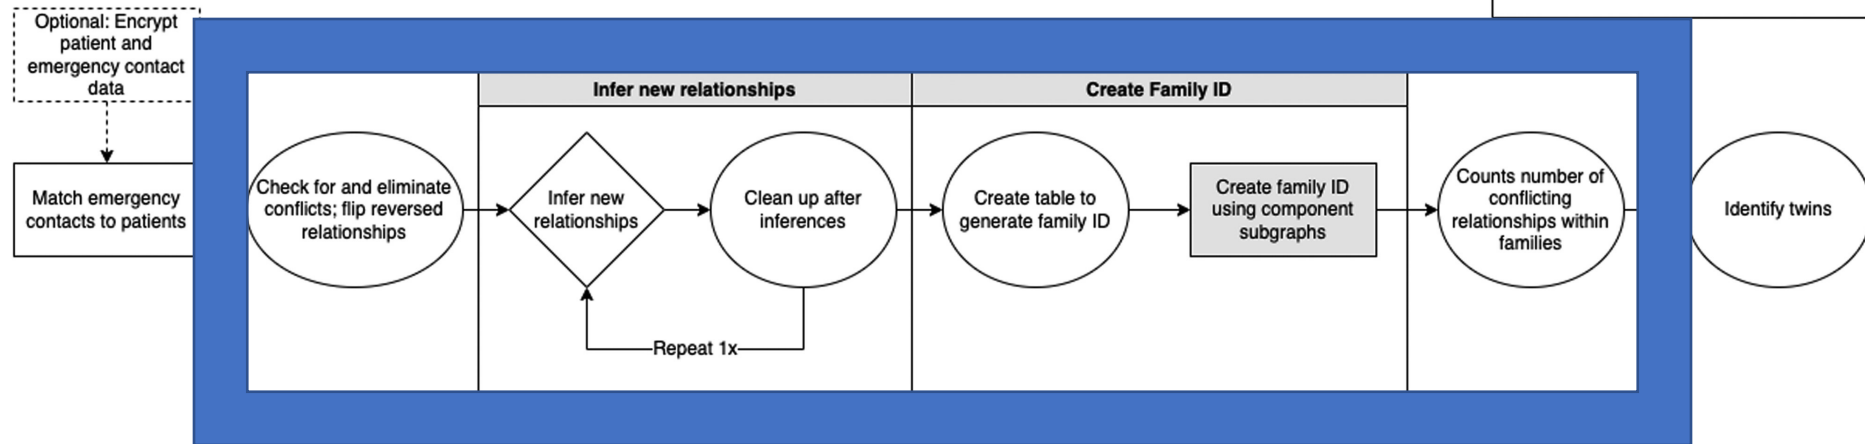 Optional: Encrypt
patient and
emergency contact
data
Match emergency
contacts to patients
Check for and eliminate
conflicts; flip reversed
relationships
Infer new relationships
Infer new
relationships
Clean up after
inferences
Repeat 1x
Create Family ID
Create table to
generate family ID
Create family ID
using component
subgraphs
Counts number of
conflicting
relationships within
families
Identify twins